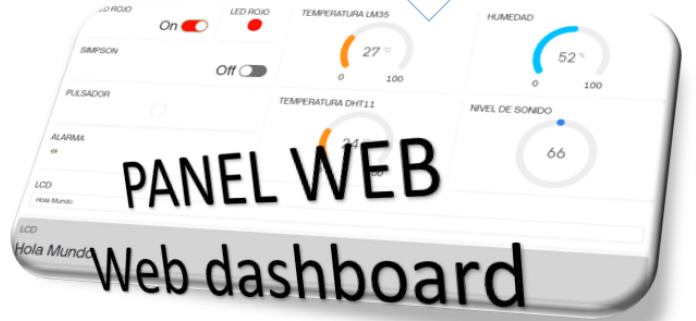 LED ROJO
On
LED ROJO
TEMPERATURA LM35
27 °C
0 100
HUMEDAD
52 %
0 100
SIMPSON
Off
PULSADOR
TEMPERATURA DHT11
24
NIVEL DE SONIDO
66
ALARMA
LCD
Hola Mundo
LCD
Hola Mundo
PANEL WEB
Web dashboard